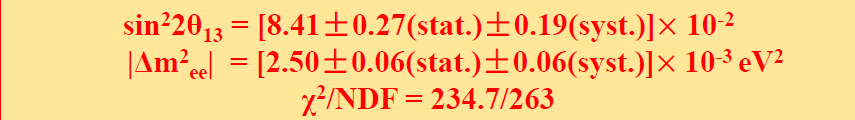 sin²2θ₁₃ = [8.41±0.27(stat.)±0.19(syst.)]× 10⁻²
|Δm²ₑₑ| = [2.50±0.06(stat.)±0.06(syst.)]× 10⁻³ eV²
χ²/NDF = 234.7/263